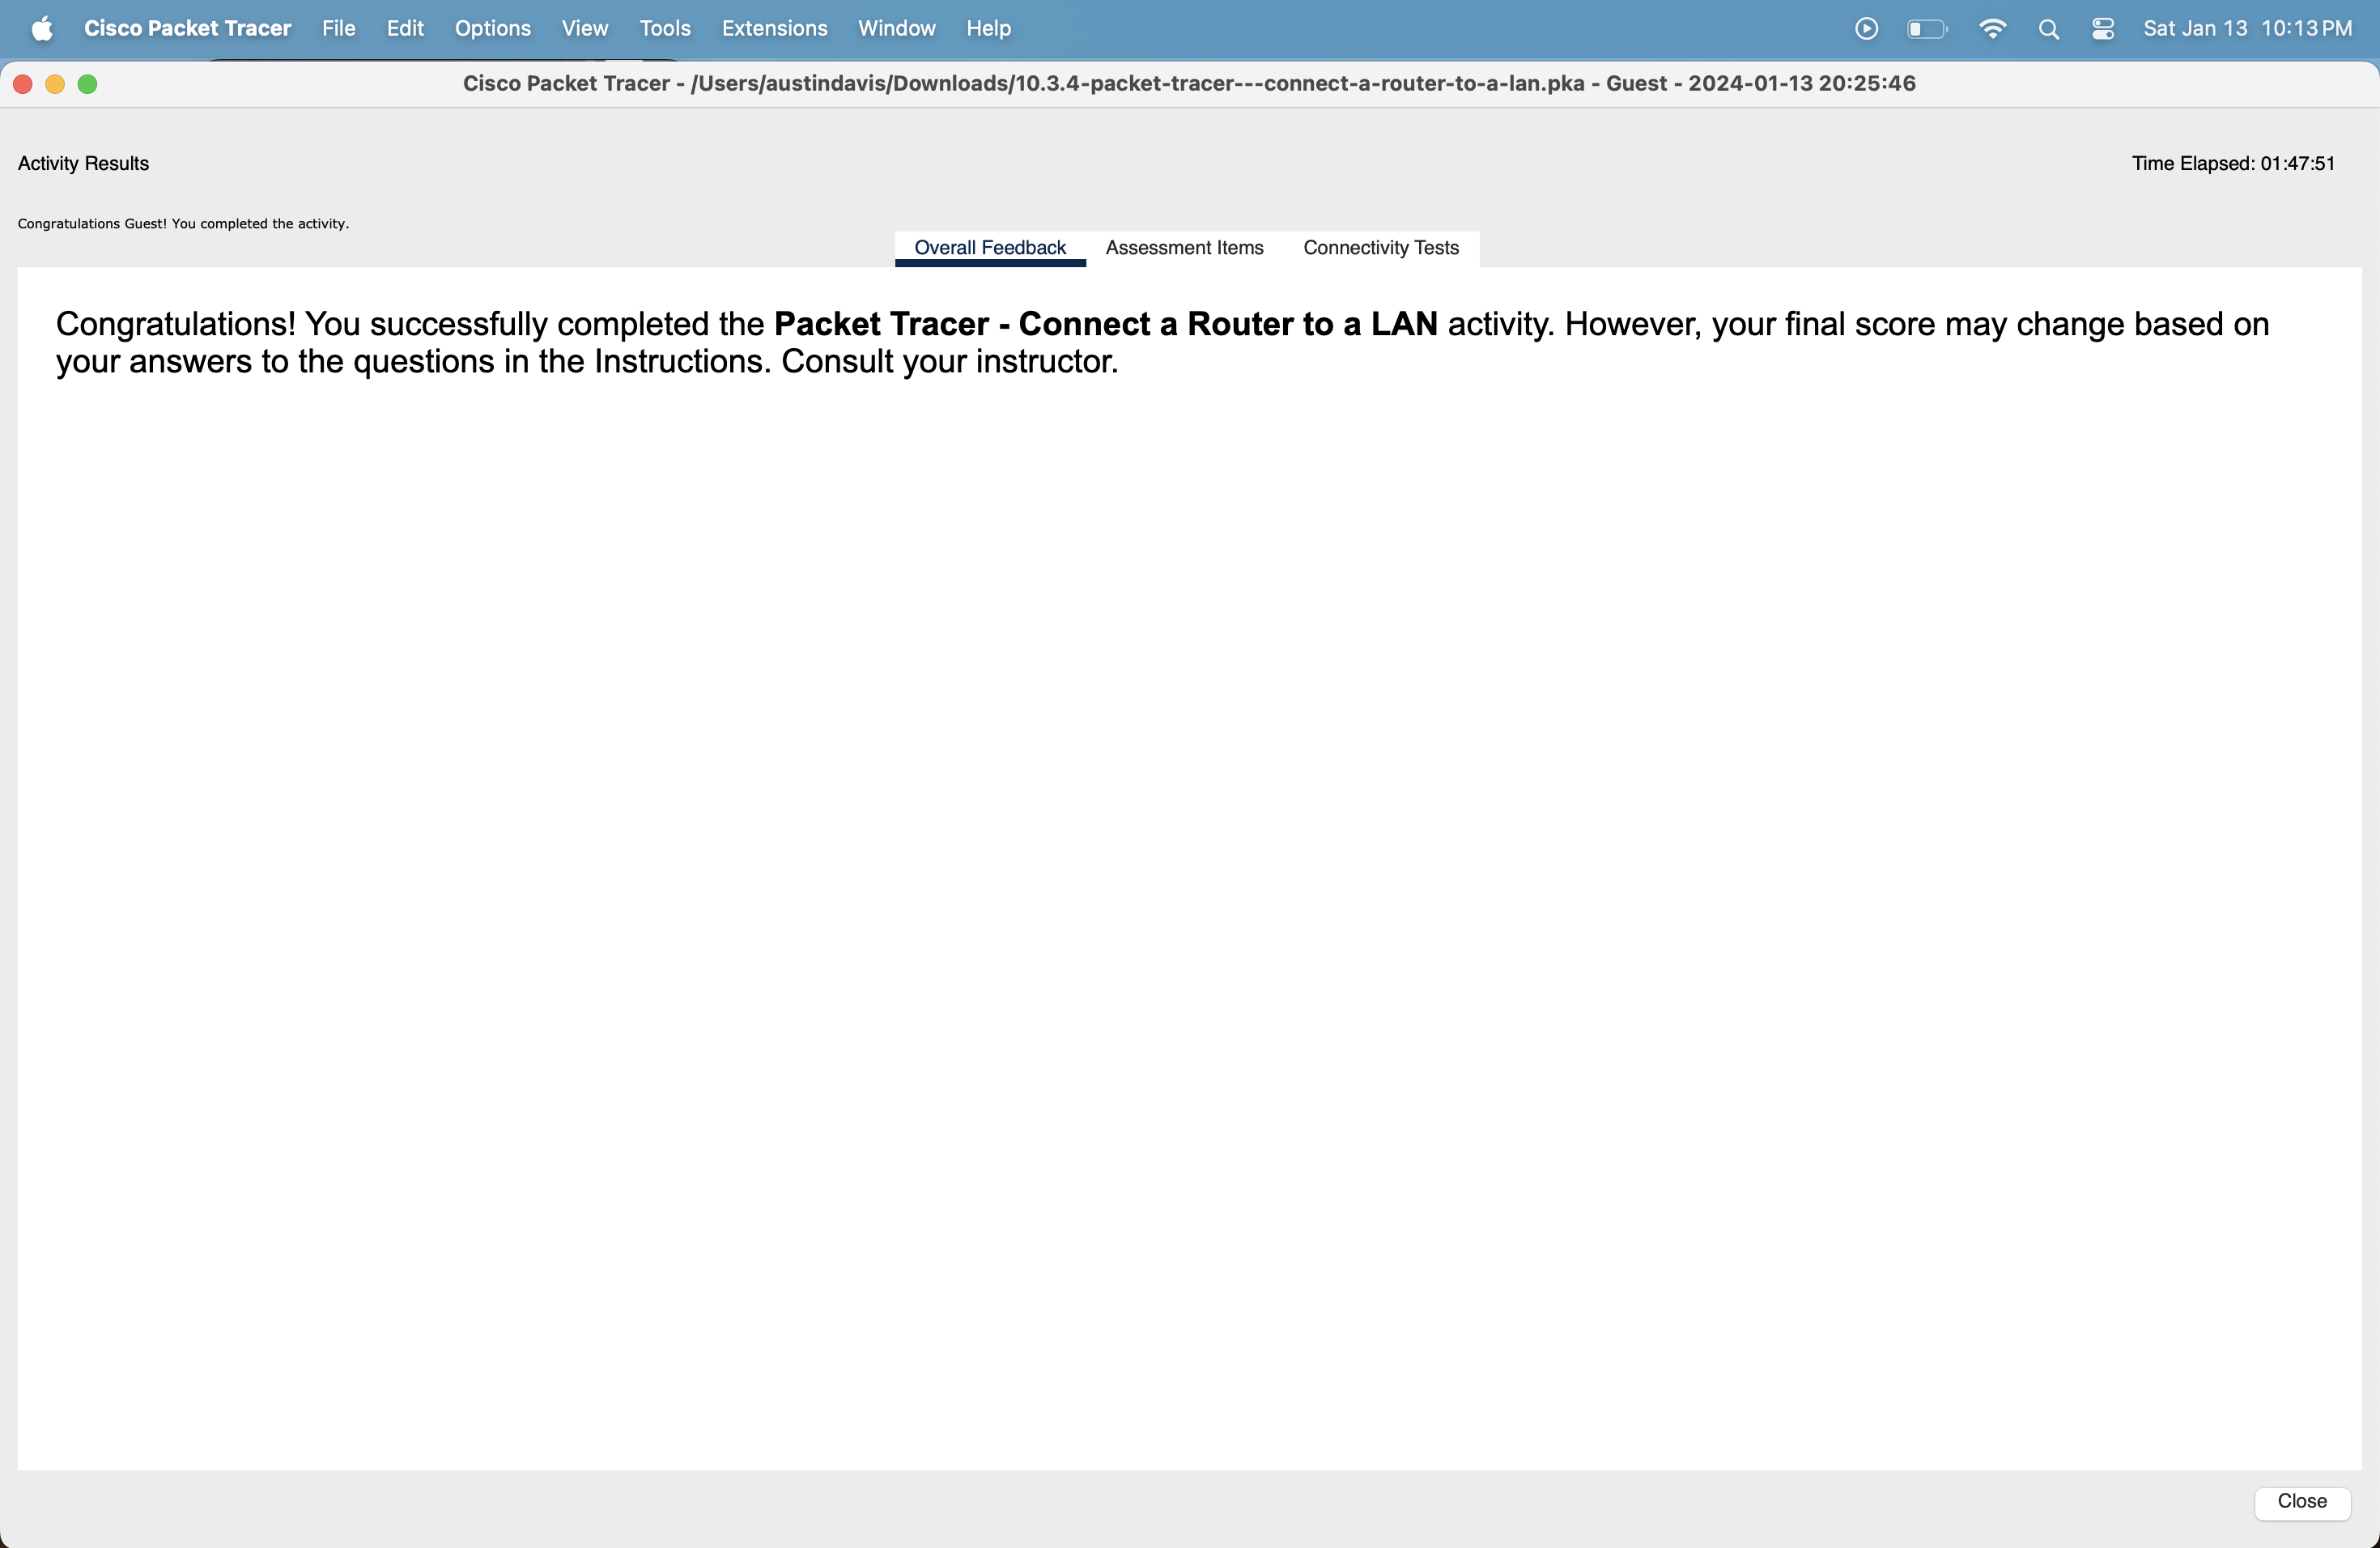 Cisco Packet Tracer File Edit Options View Tools Extensions Window Help Sat Jan 13 10:13 PM
Cisco Packet Tracer - /Users/austindavis/Downloads/10.3.4-packet-tracer---connect-a-router-to-a-lan.pka - Guest - 2024-01-13 20:25:46
Activity Results Time Elapsed: 01:47:51
Congratulations Guest! You completed the activity.
Overall Feedback Assessment Items Connectivity Tests
Congratulations! You successfully completed the Packet Tracer - Connect a Router to a LAN activity. However, your final score may change based on
your answers to the questions in the Instructions. Consult your instructor.
Close